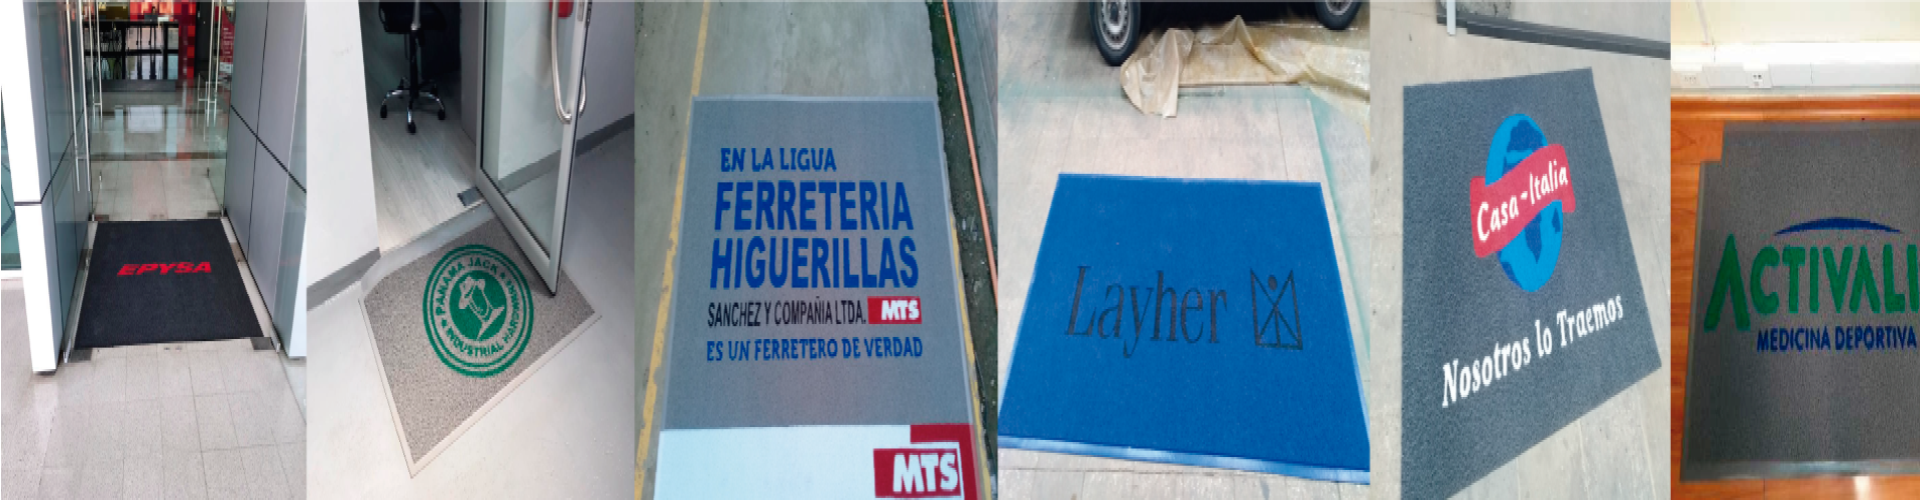 EPYSA
PANAMA JACK
INDUSTRIAL HARDWARE
EN LA LIGUA
FERRETERIA
HIGUERILLAS
SANCHEZ Y COMPAÑIA LTDA. MTS
ES UN FERRETERO DE VERDAD
MTS
Layher
Casa-Italia
Nosotros lo Traemos
ACTIVALI
MEDICINA DEPORTIVA